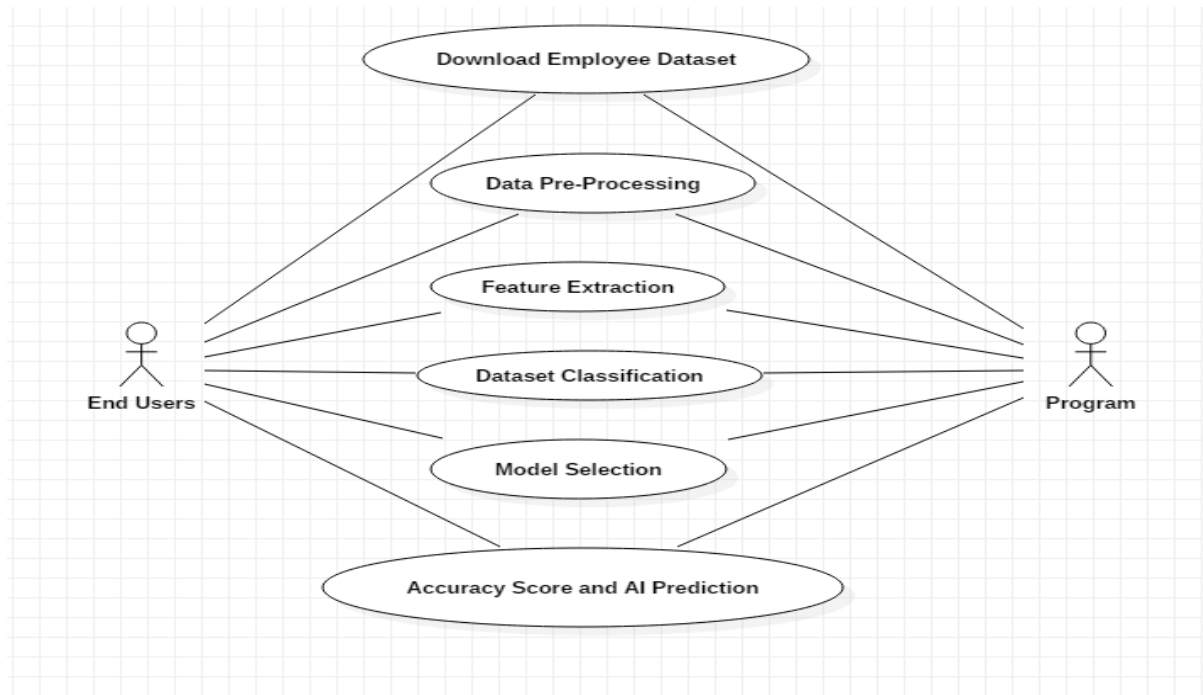 Download Employee Dataset
Data Pre-Processing
Feature Extraction
Dataset Classification
End Users
Program
Model Selection
Accuracy Score and AI Prediction